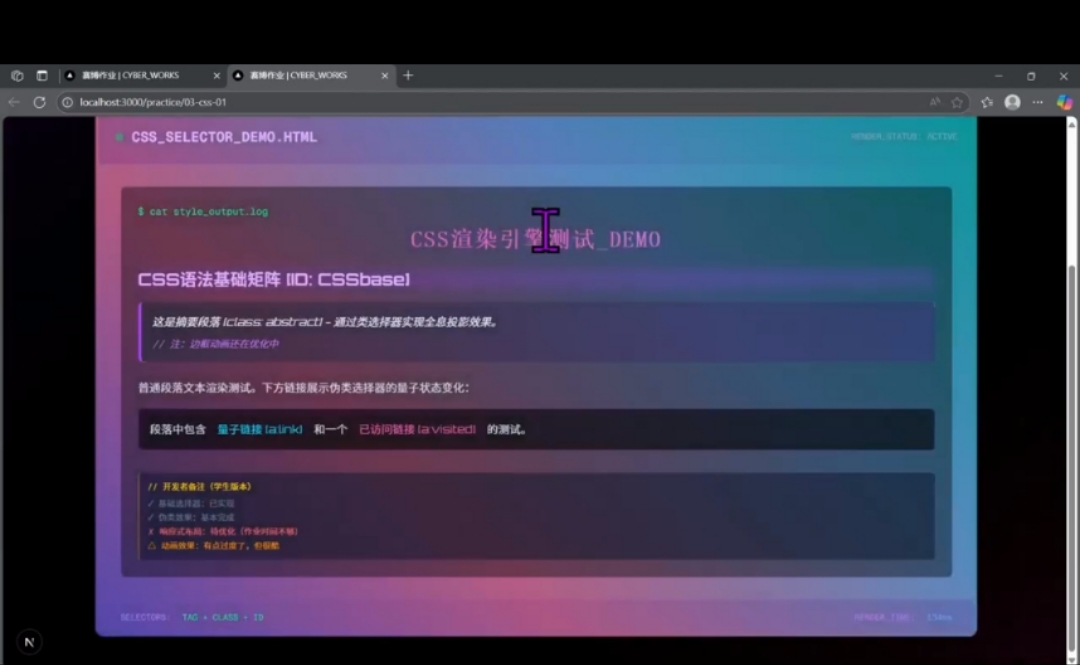 赛博作业 | CYBER_WORKS
赛博作业 | CYBER_WORKS
localhost:3000/practice/03-css-01
CSS_SELECTOR_DEMO.HTML
RENDER_STATUS: ACTIVE
$ cat style_output.log
CSS渲染引擎测试_DEMO
CSS语法基础矩阵 [ID: CSSbase]
这是摘要段落 [class: abstract] - 通过类选择器实现全息投影效果。
// 注：边框动画还在优化中
普通段落文本渲染测试。下方链接展示伪类选择器的量子状态变化：
段落中包含 量子链接 [a:link] 和一个 已访问链接 [a:visited] 的测试。
// 开发者备注（学生版本）
✓ 基础选择器：已实现
✓ 伪类效果：基本完成
✗ 响应式布局：待优化（作业时间不够）
△ 动画效果：有点过度了，但很酷
SELECTORS: TAG + CLASS + ID
RENDER_TIME:
N